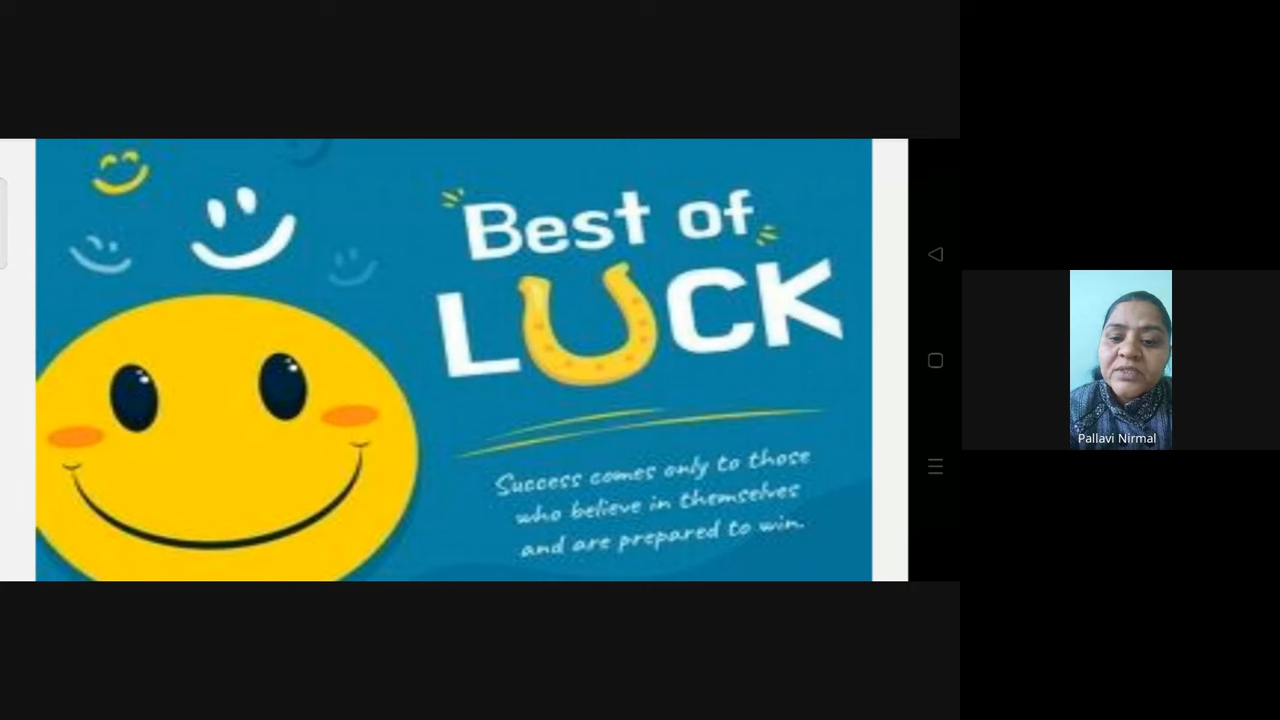 Best of
LUCK
Success comes only to those
who believe in themselves
and are prepared to win.
Pallavi Nirmal